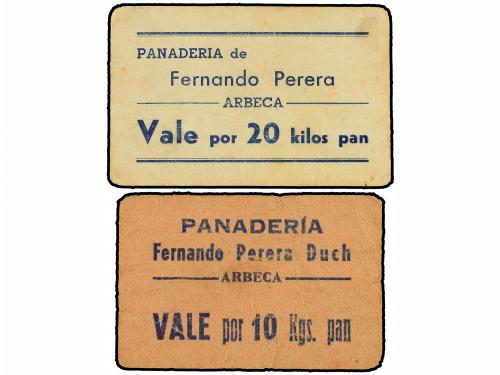 PANADERIA de
Fernando Perera
ARBECA
Vale por 20 kilos pan
PANADERÍA
Fernando Perera Duch
ARBECA
VALE por 10 Kgs. pan